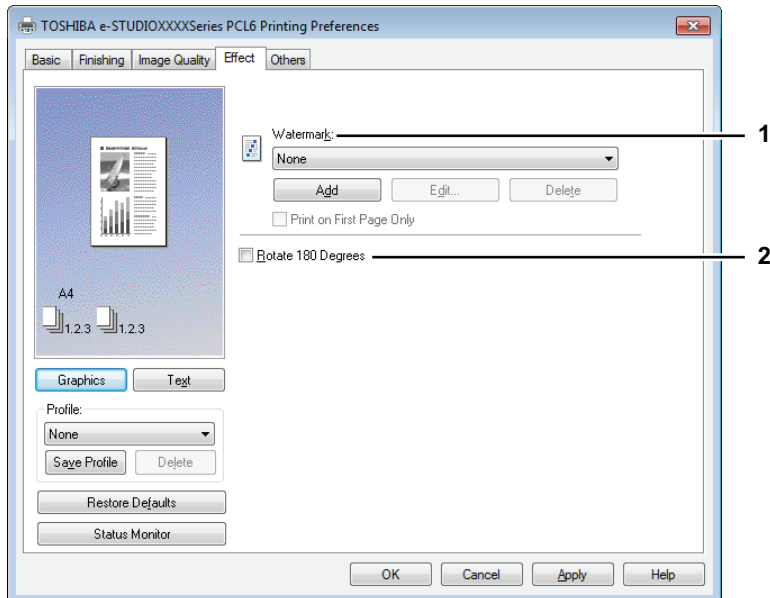 TOSHIBA e-STUDIOXXXXSeries PCL6 Printing Preferences
Basic Finishing Image Quality Effect Others
Watermark: 1
None
Add Edit... Delete
Print on First Page Only
Rotate 180 Degrees 2
A4
1.2.3 1.2.3
Graphics Text
Profile:
None
Save Profile Delete
Restore Defaults
Status Monitor
OK Cancel Apply Help